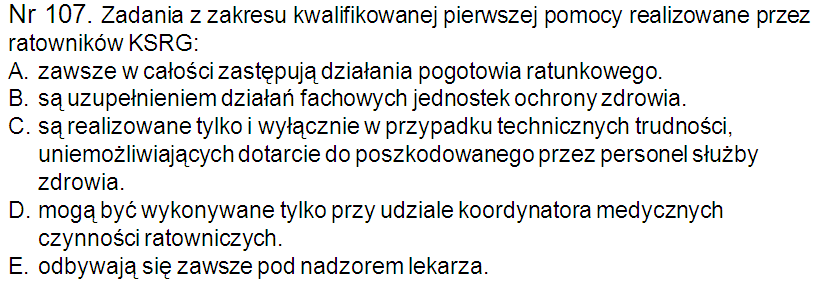 Nr 107. Zadania z zakresu kwalifikowanej pierwszej pomocy realizowane przez
ratowników KSRG:
A. zawsze w całości zastępują działania pogotowia ratunkowego.
B. są uzupełnieniem działań fachowych jednostek ochrony zdrowia.
C. są realizowane tylko i wyłącznie w przypadku technicznych trudności,
uniemożliwiających dotarcie do poszkodowanego przez personel służby
zdrowia.
D. mogą być wykonywane tylko przy udziale koordynatora medycznych
czynności ratowniczych.
E. odbywają się zawsze pod nadzorem lekarza.